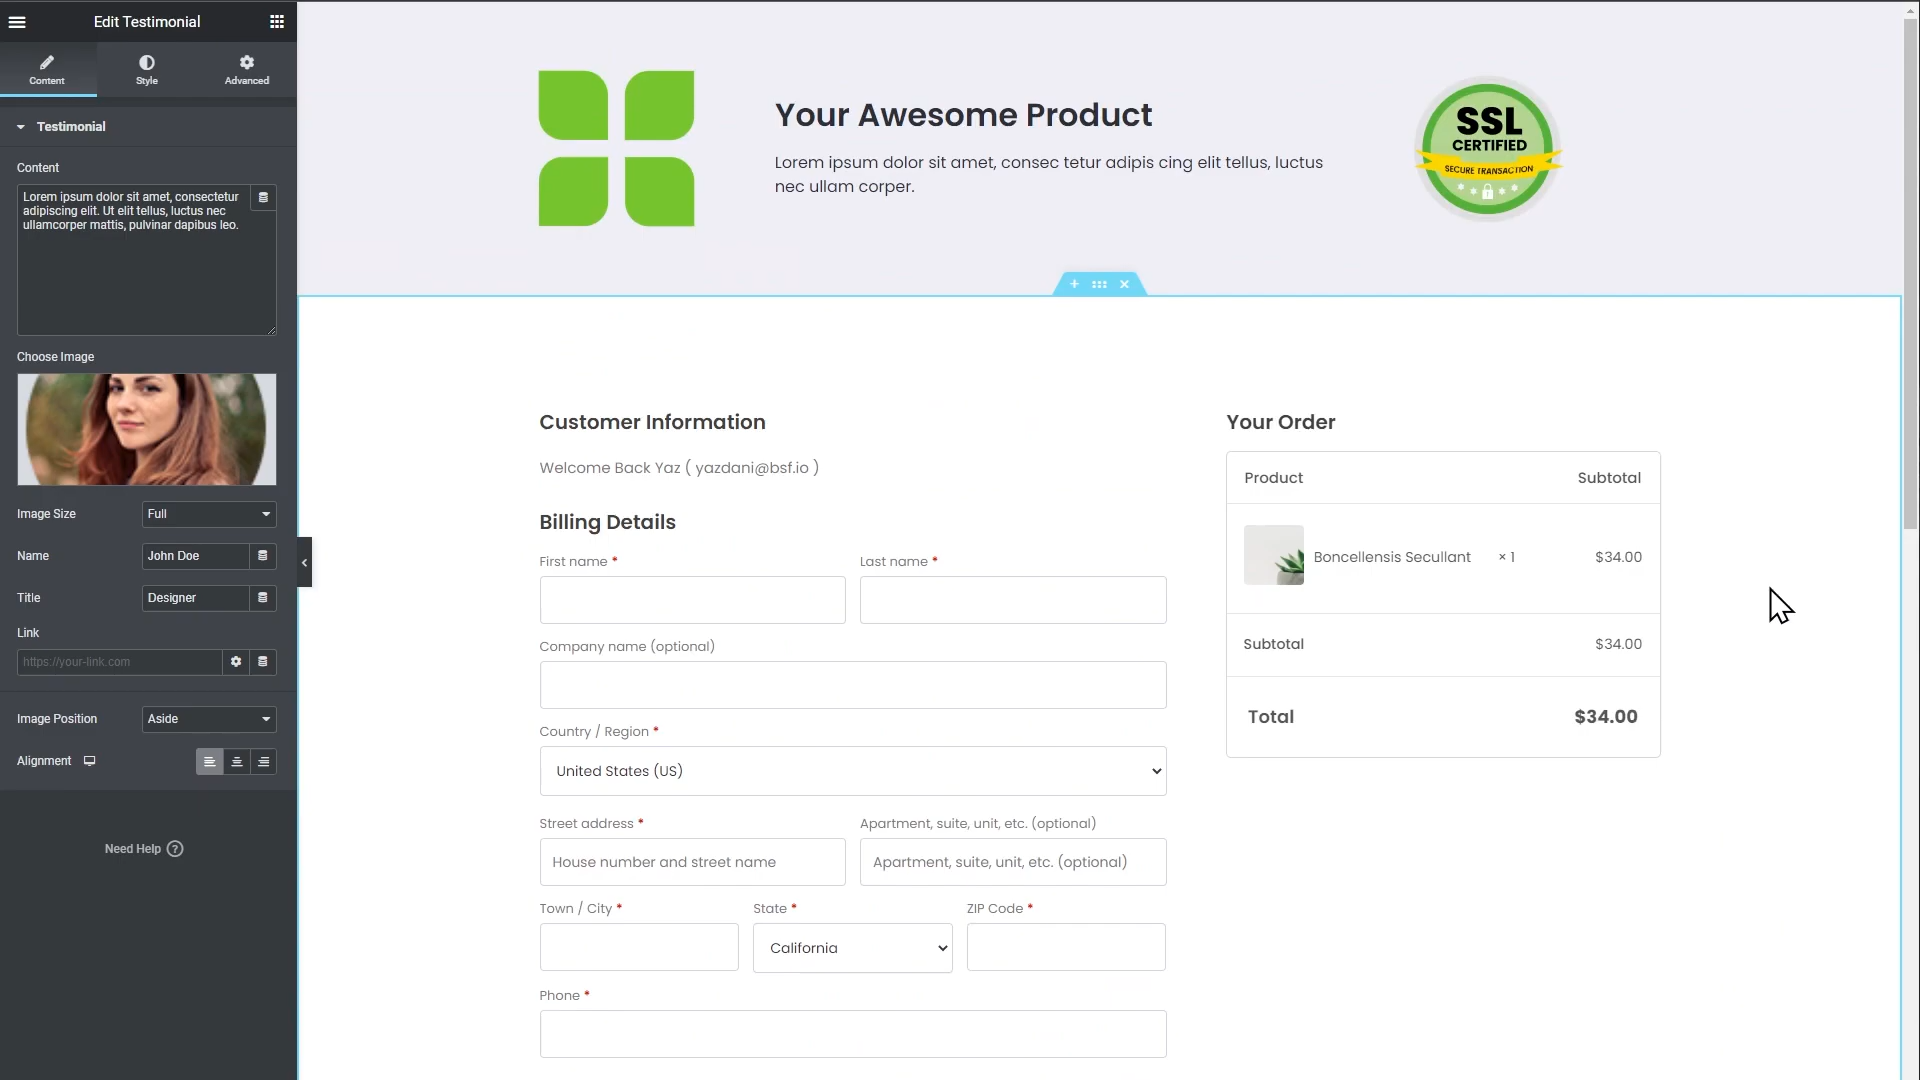 Edit Testimonial
Content
Style
Advanced
Testimonial
Content
Lorem ipsum dolor sit amet, consectetur
adipiscing elit. Ut elit tellus, luctus nec
ullamcorper mattis, pulvinar dapibus leo.
Choose Image
Image Size
Full
Name
John Doe
Title
Designer
Link
https://your-link.com
Image Position
Aside
Alignment
Need Help
Your Awesome Product
Lorem ipsum dolor sit amet, consec tetur adipis cing elit tellus, luctus
nec ullam corper.
SSL
CERTIFIED
SECURE TRANSACTION
Customer Information
Welcome Back Yaz ( yazdani@bsf.io )
Billing Details
First name *
Last name *
Company name (optional)
Country / Region *
United States (US)
Street address *
Apartment, suite, unit, etc. (optional)
House number and street name
Apartment, suite, unit, etc. (optional)
Town / City *
State *
ZIP Code *
California
Phone *
Your Order
Product
Subtotal
Boncellensis Secullant × 1
$34.00
Subtotal
$34.00
Total
$34.00